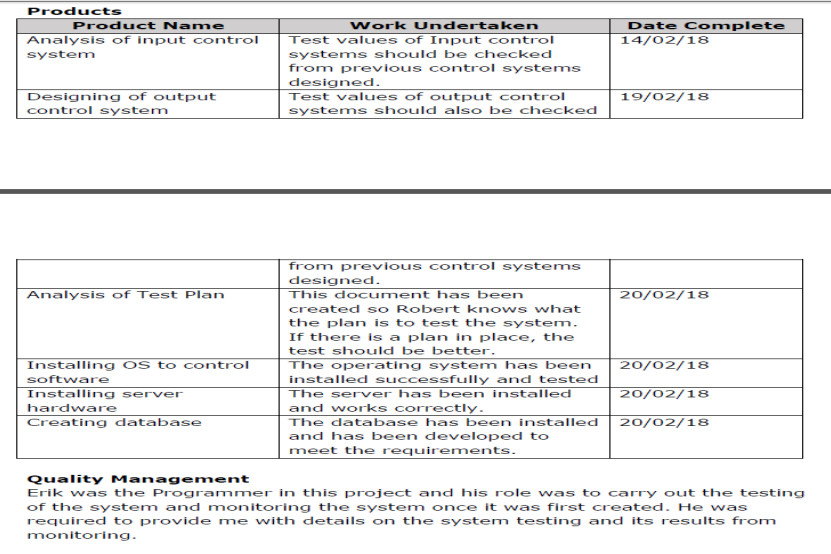 Products
Product Name Work Undertaken Date Complete
Analysis of input control Test values of Input control 14/02/18
system systems should be checked
from previous control systems
designed.
Designing of output Test values of output control 19/02/18
control system systems should also be checked
from previous control systems
designed.
Analysis of Test Plan This document has been 20/02/18
created so Robert knows what
the plan is to test the system.
If there is a plan in place, the
test should be better.
Installing OS to control The operating system has been 20/02/18
software installed successfully and tested
Installing server The server has been installed 20/02/18
hardware and works correctly.
Creating database The database has been installed 20/02/18
and has been developed to
meet the requirements.
Quality Management
Erik was the Programmer in this project and his role was to carry out the testing
of the system and monitoring the system once it was first created. He was
required to provide me with details on the system testing and its results from
monitoring.